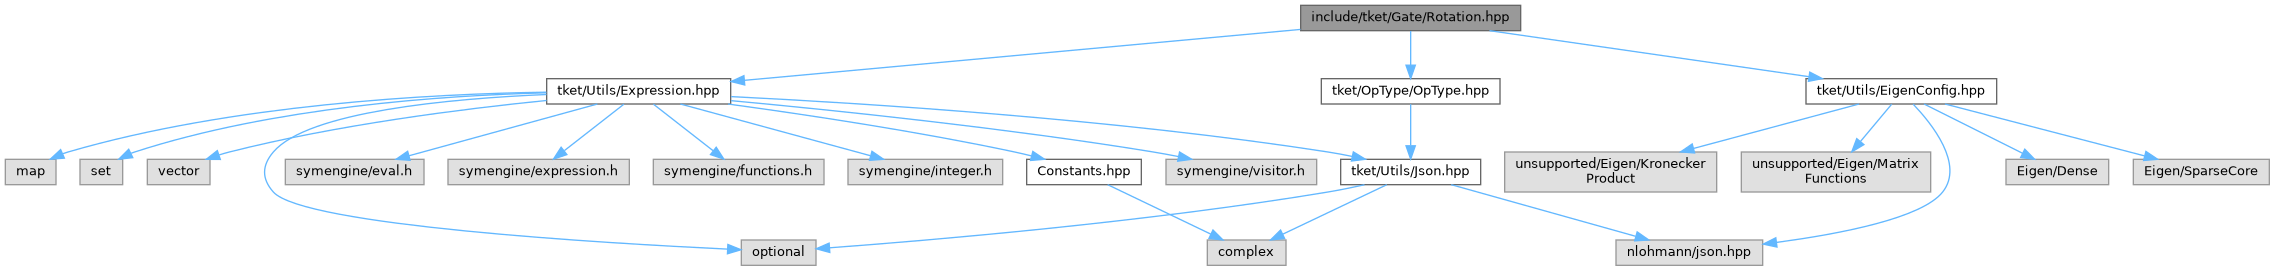 include/tket/Gate/Rotation.hpp
tket/Utils/Expression.hpp
tket/OpType/OpType.hpp
tket/Utils/EigenConfig.hpp
map
set
vector
symengine/eval.h
symengine/expression.h
symengine/functions.h
symengine/integer.h
Constants.hpp
symengine/visitor.h
tket/Utils/Json.hpp
unsupported/Eigen/Kronecker
Product
unsupported/Eigen/Matrix
Functions
Eigen/Dense
Eigen/SparseCore
optional
complex
nlohmann/json.hpp